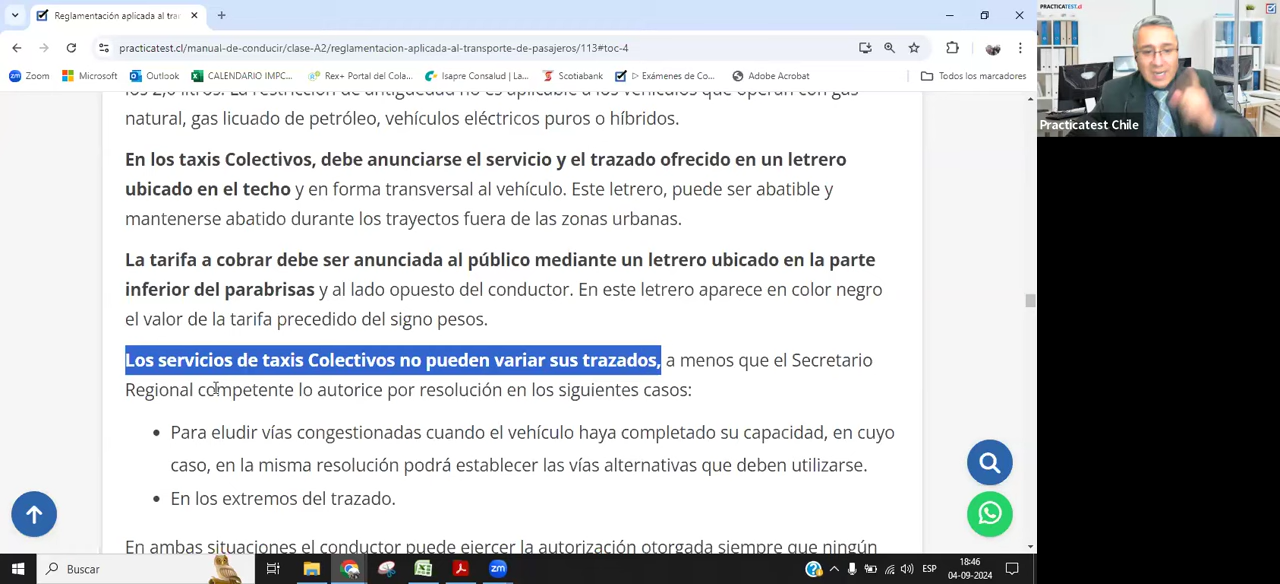 Reglamentación aplicada al tra
practicatest.cl/manual-de-conducir/clase-A2/reglamentacion-aplicada-al-transporte-de-pasajeros/113#toc-4
Zoom
Microsoft
Outlook
CALENDARIO IMPC...
Rex+ Portal del Cola...
Isapre Consalud | La...
Scotiabank
Exámenes de Co...
Adobe Acrobat
Todos los marcadores
natural, gas licuado de petróleo, vehículos eléctricos puros o híbridos.
En los taxis Colectivos, debe anunciarse el servicio y el trazado ofrecido en un letrero
ubicado en el techo y en forma transversal al vehículo. Este letrero, puede ser abatible y
mantenerse abatido durante los trayectos fuera de las zonas urbanas.
La tarifa a cobrar debe ser anunciada al público mediante un letrero ubicado en la parte
inferior del parabrisas y al lado opuesto del conductor. En este letrero aparece en color negro
el valor de la tarifa precedido del signo pesos.
Los servicios de taxis Colectivos no pueden variar sus trazados, a menos que el Secretario
Regional competente lo autorice por resolución en los siguientes casos:
• Para eludir vías congestionadas cuando el vehículo haya completado su capacidad, en cuyo
caso, en la misma resolución podrá establecer las vías alternativas que deben utilizarse.
• En los extremos del trazado.
En ambas situaciones el conductor puede ejercer la autorización otorgada siempre que ningún
PRACTICATEST.cl
Practicatest Chile
Buscar
ESP
18:46
04-09-2024